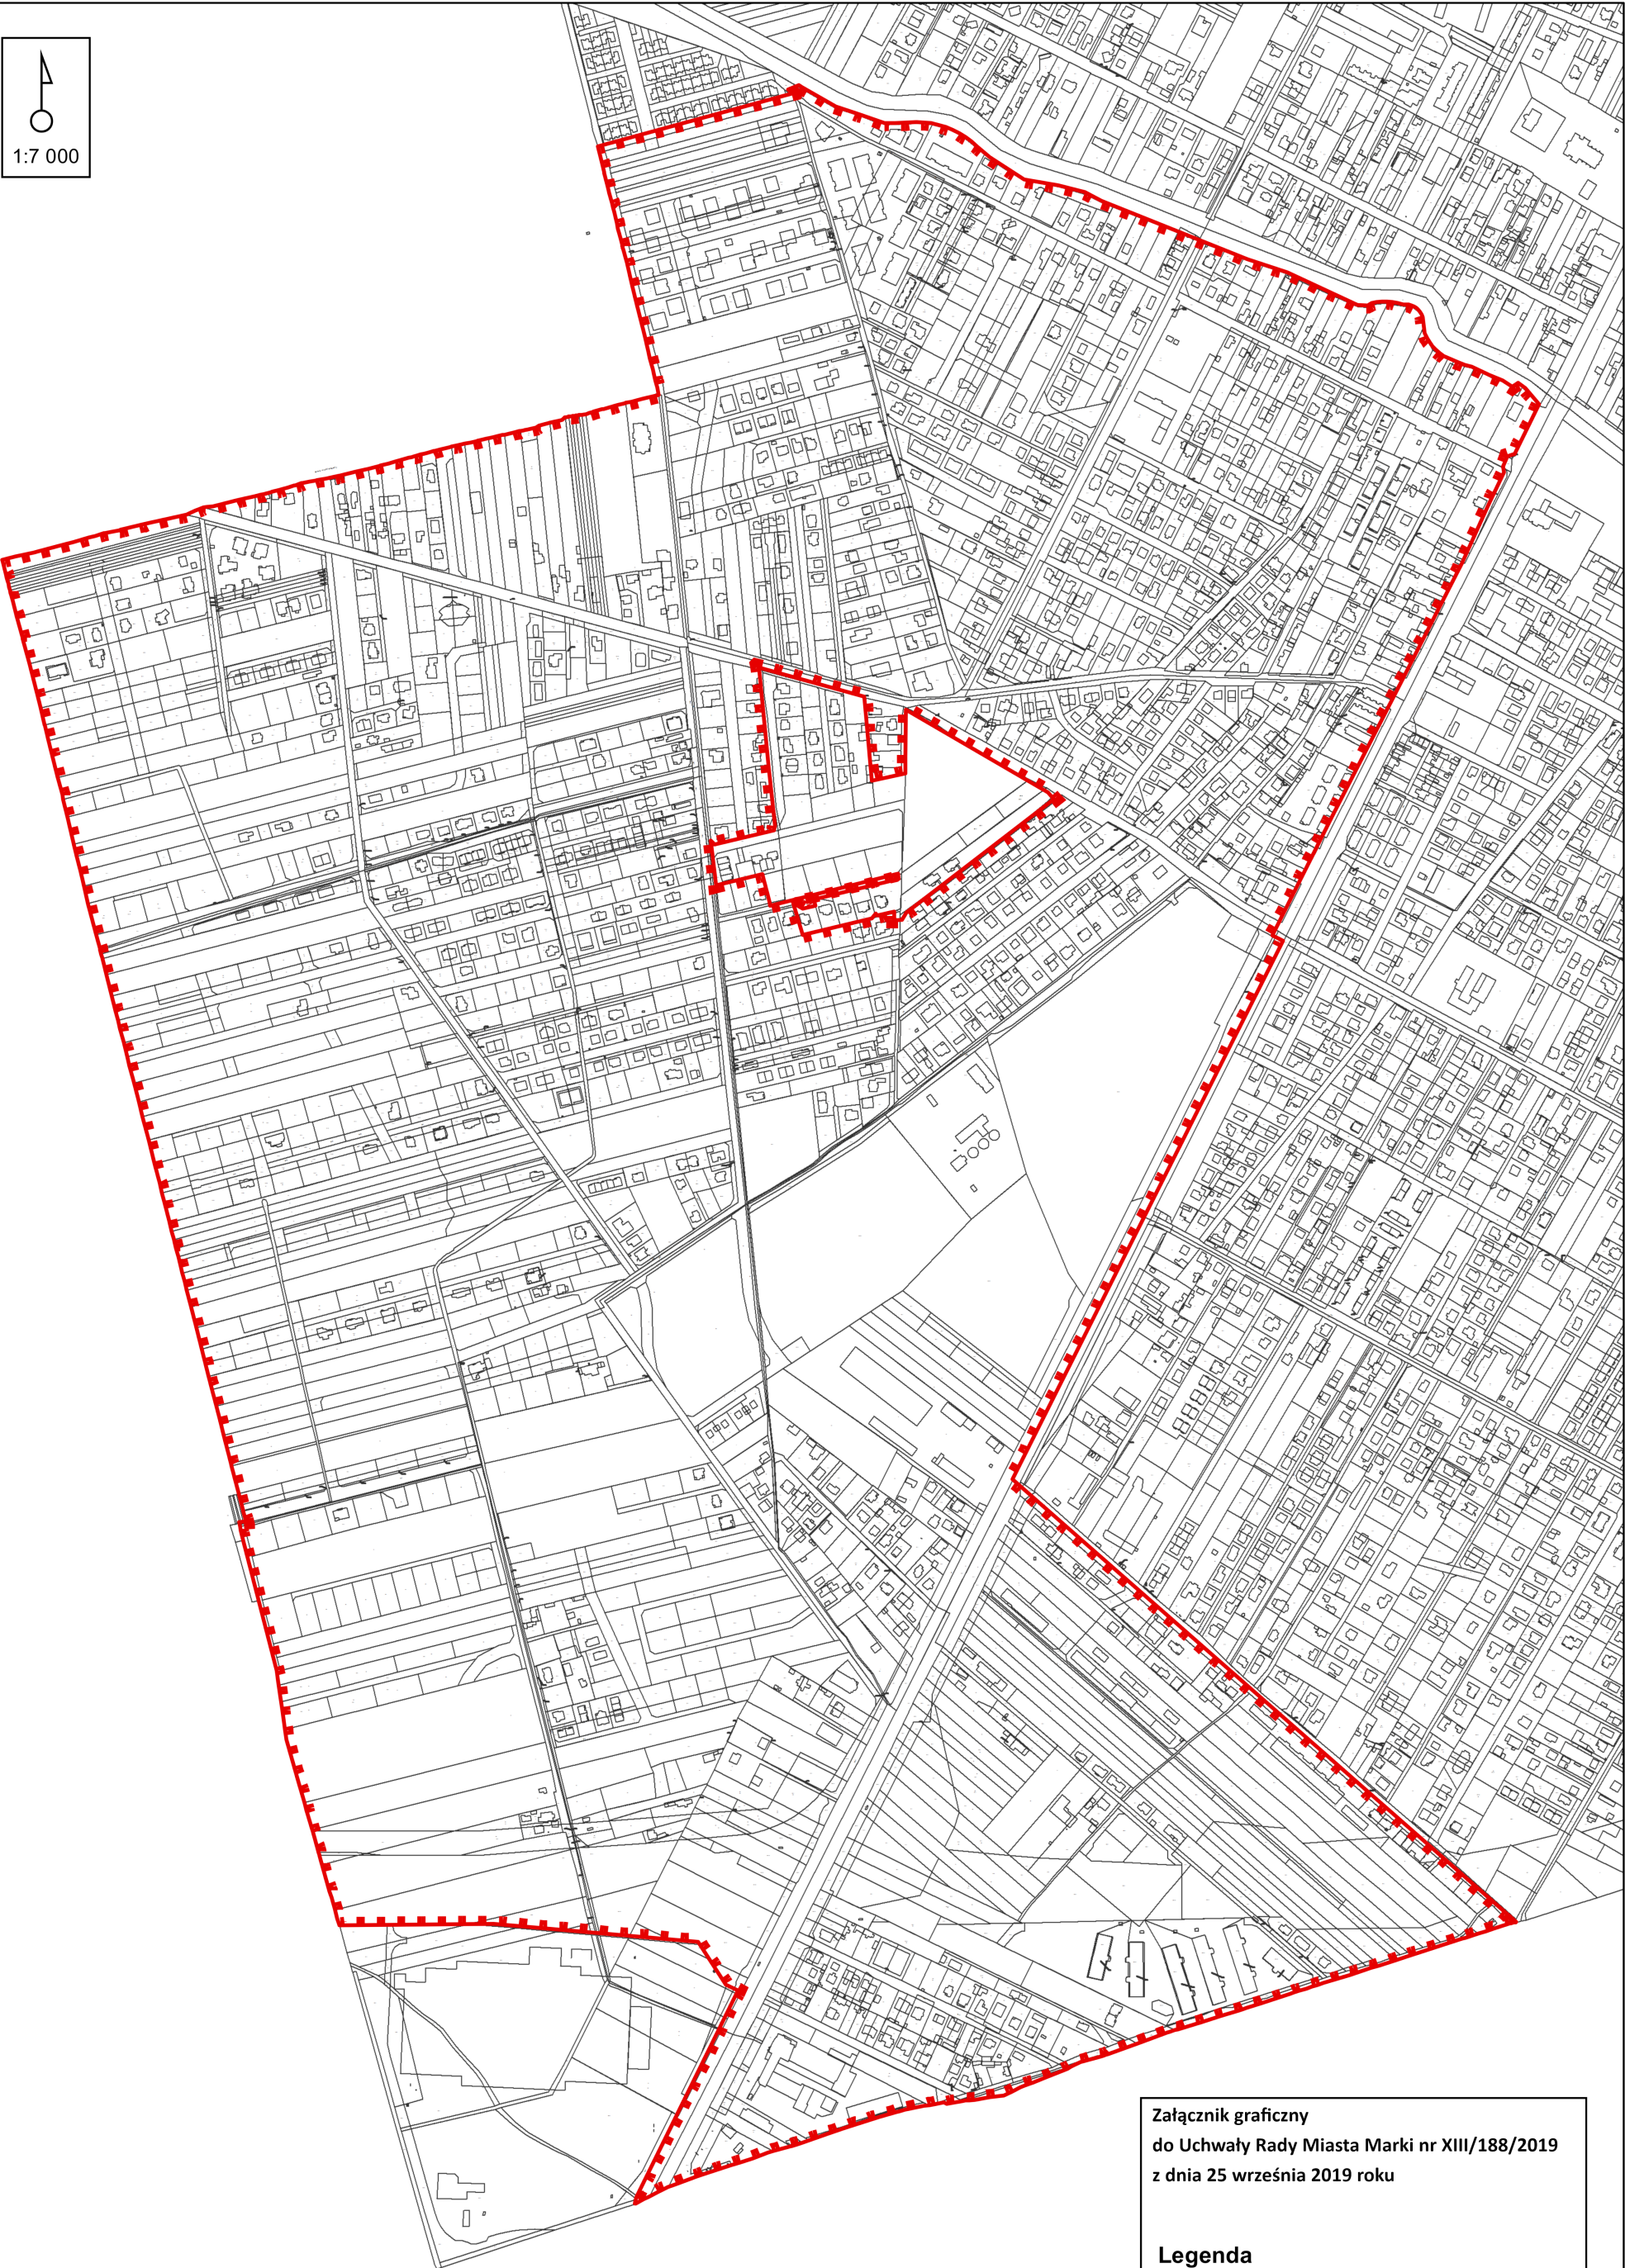 1:7 000
Załącznik graficzny
do Uchwały Rady Miasta Marki nr XIII/188/2019
z dnia 25 września 2019 roku
Legenda